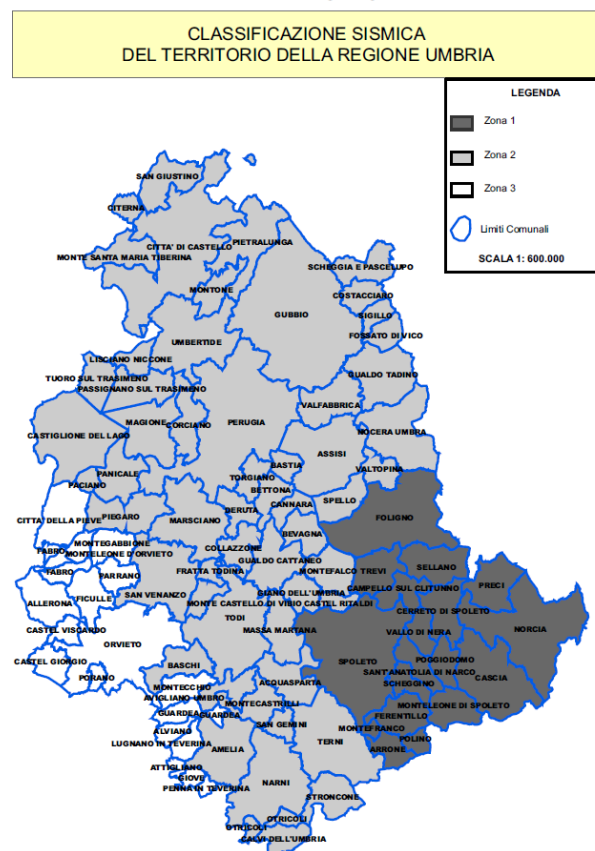 CLASSIFICAZIONE SISMICA
DEL TERRITORIO DELLA REGIONE UMBRIA
LEGENDA
Zona 1
Zona 2
Zona 3
Limiti Comunali
SCALA 1: 600.000
SAN GIUSTINO
CITERNA
CITTA' DI CASTELLO
PIETRALUNGA
MONTE SANTA MARIA TIBERINA
SCHEGGIA E PASCELUPO
MONTONE
COSTACCIARO
GUBBIO
SIGILLO
FOSSATO DI VICO
UMBERTIDE
LISCIANO NICCONE
GUALDO TADINO
TUORO SUL TRASIMENO
PASSIGNANO SUL TRASIMENO
VALFABBRICA
MAGIONE
CORCIANO
PERUGIA
CASTIGLIONE DEL LAGO
NOCERA UMBRA
ASSISI
BASTIA
VALTOPINA
PANICALE
TORGIANO
PACIANO
BETTONA
SPELLO
CANNARA
DERUTA
PIEGARO
MARSCIANO
FOLIGNO
CITTA' DELLA PIEVE
BEVAGNA
MONTEGABBIONE
COLLAZZONE
FABRO
MONTELEONE D'ORVIETO
GUALDO CATTANEO
SELLANO
FABRO
PARRANO
FRATTA TODINA
MONTEFALCO
TREVI
PRECI
CAMPELLO SUL CLITUNNO
FICULLE
SAN VENANZO
GIANO DELL'UMBRIA
ALLERONA
MONTE CASTELLO DI VIBIO
CASTEL RITALDI
CERRETO DI SPOLETO
TODI
NORCIA
CASTEL VISCARDO
MASSA MARTANA
VALLO DI NERA
ORVIETO
CASTEL GIORGIO
BASCHI
SPOLETO
POGGIODOMO
PORANO
SANT'ANATOLIA DI NARCO
CASCIA
ACQUASPARTA
SCHEGGINO
MONTECCHIO
AVIGLIANO UMBRO
MONTECASTRILLI
MONTELEONE DI SPOLETO
GUARDEA
GUARDEA
FERENTILLO
SAN GEMINI
MONTEFRANCO
ALVIANO
POLINO
LUGNANO IN TEVERINA
AMELIA
TERNI
ARRONE
ATTIGLIANO
GIOVE
NARNI
PENNA IN TEVERINA
STRONCONE
OTRICOLI
OTRICOLI
CALVI DELL'UMBRIA